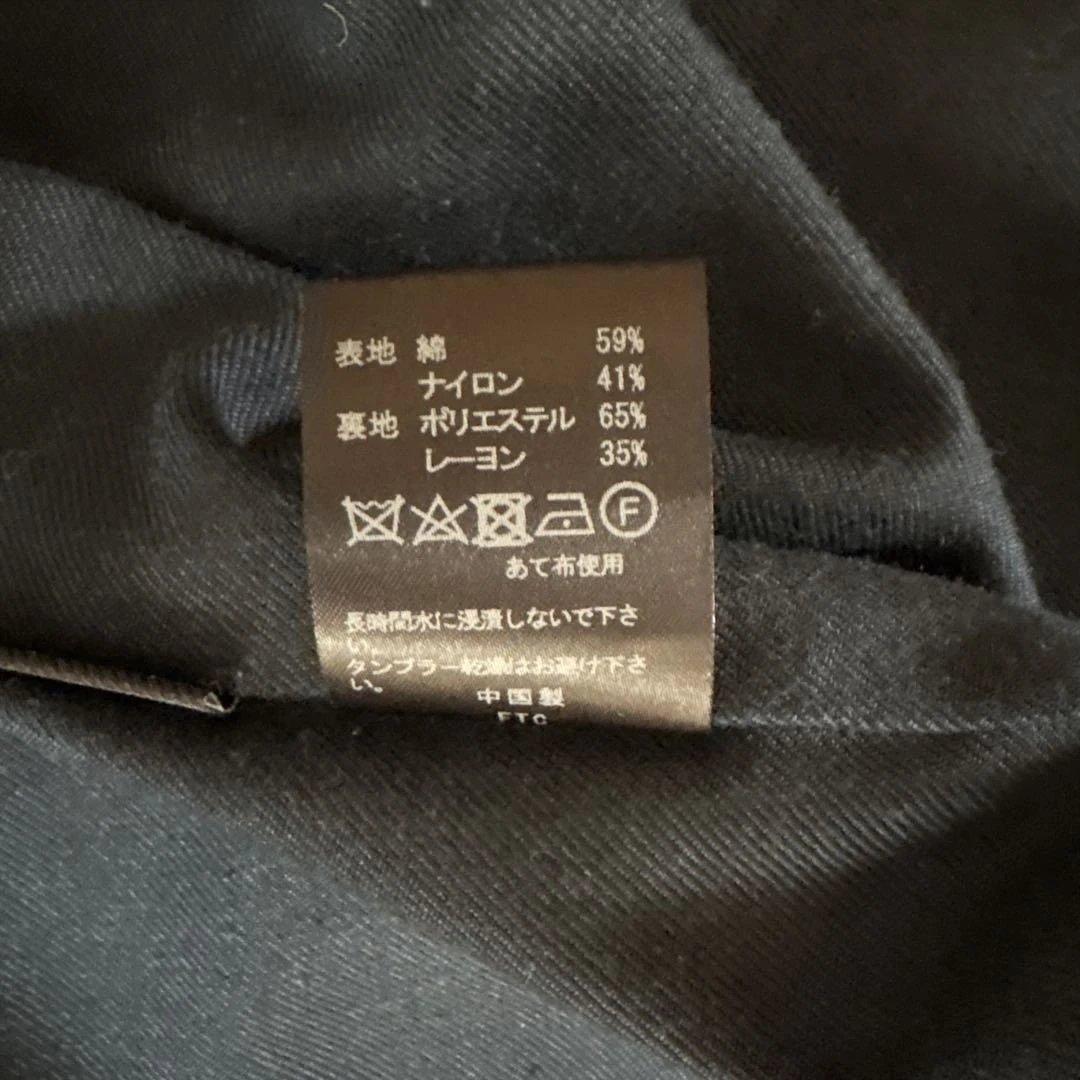 表地 綿 59%
ナイロン 41%
裏地 ポリエステル 65%
レーヨン 35%
F
あて布使用
長時間水に浸漬しないで下さ
い。
タンブラー乾燥はお避け下さ
い。
中国製
FTC